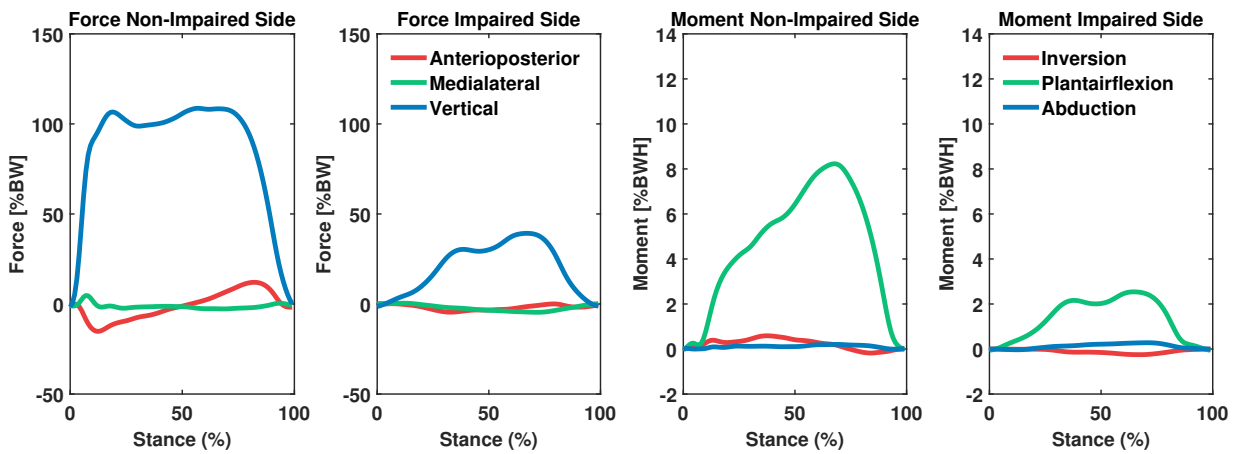 Force Non-Impaired Side
150
100
50
0
-50
Force [%BW]
0
50
100
Stance (%)
Force Impaired Side
150
100
50
0
-50
Force [%BW]
Anterioposterior
Medialateral
Vertical
0
50
100
Stance (%)
Moment Non-Impaired Side
14
12
10
8
6
4
2
0
-2
Moment [%BWH]
0
50
100
Stance (%)
Moment Impaired Side
14
12
10
8
6
4
2
0
-2
Moment [%BWH]
Inversion
Plantairflexion
Abduction
0
50
100
Stance (%)